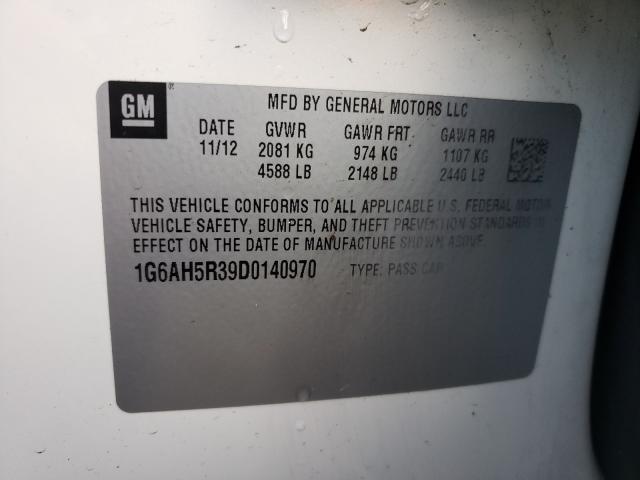 GM
MFD BY GENERAL MOTORS LLC
DATE GVWR GAWR FRT GAWR RR
11/12 2081 KG 974 KG 1107 KG
4588 LB 2148 LB 2440 LB
THIS VEHICLE CONFORMS TO ALL APPLICABLE U.S. FEDERAL MOTOR
VEHICLE SAFETY, BUMPER, AND THEFT PREVENTION STANDARDS IN
EFFECT ON THE DATE OF MANUFACTURE SHOWN ABOVE.
1G6AH5R39D0140970 TYPE: PASS CAR